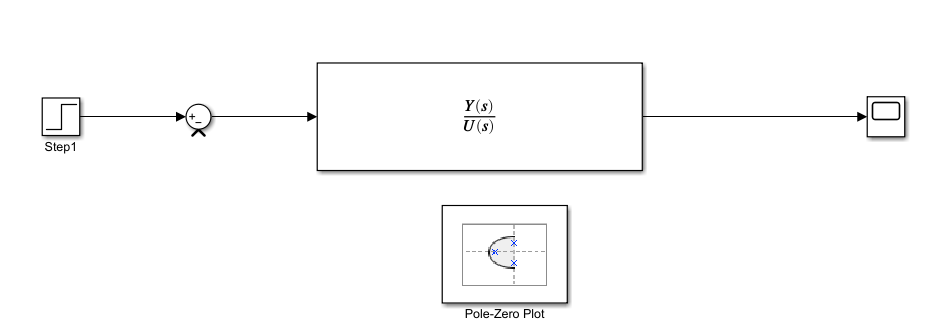 Y(s)
U(s)
+
−
Step1
Pole-Zero Plot